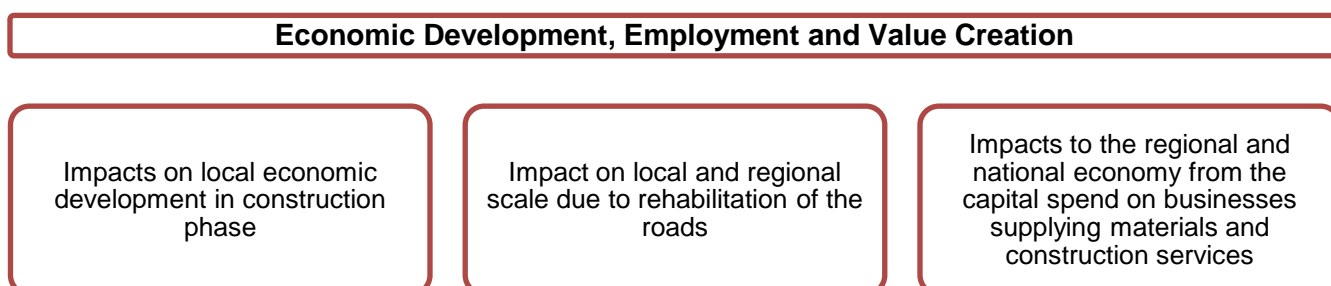 Economic Development, Employment and Value Creation
Impacts on local economic
development in construction
phase
Impact on local and regional
scale due to rehabilitation of the
roads
Impacts to the regional and
national economy from the
capital spend on businesses
supplying materials and
construction services